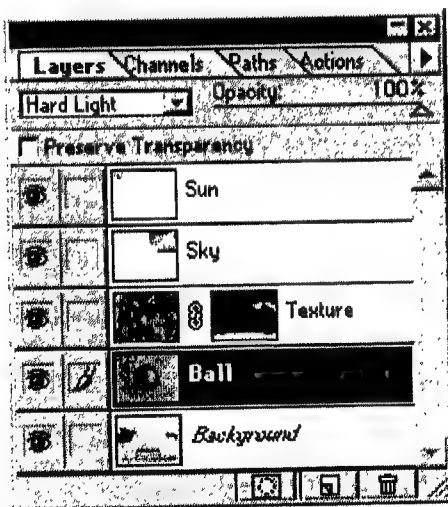 Layers Channels Paths Actions
Hard Light Opacity: 100%
Preserve Transparency
Sun
Sky
Texture
Ball
Background